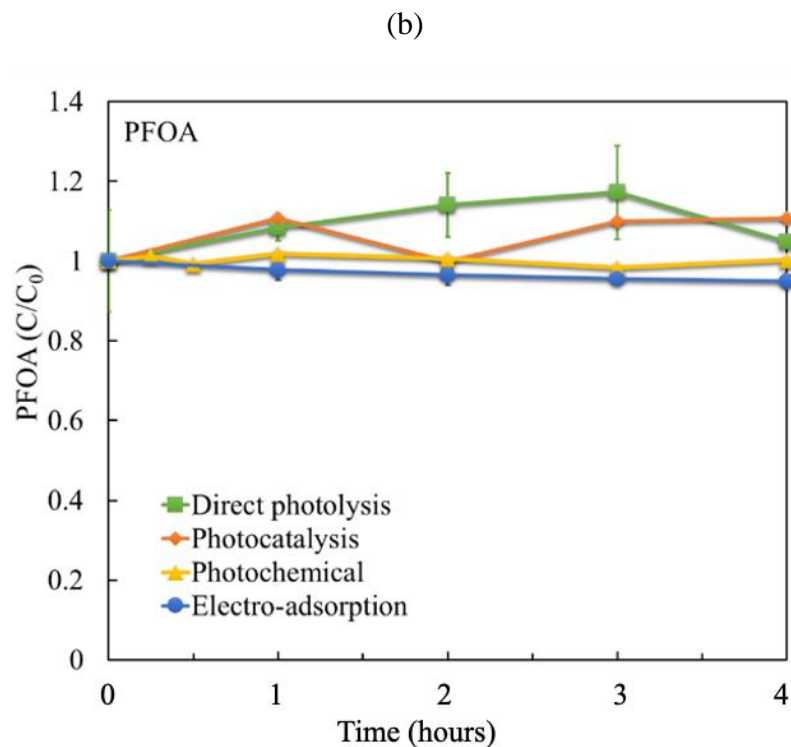 (b)
PFOA
1.4
1.2
1
0.8
0.6
0.4
0.2
0
PFOA (C/C₀)
Direct photolysis
Photocatalysis
Photochemical
Electro-adsorption
0 1 2 3 4
Time (hours)